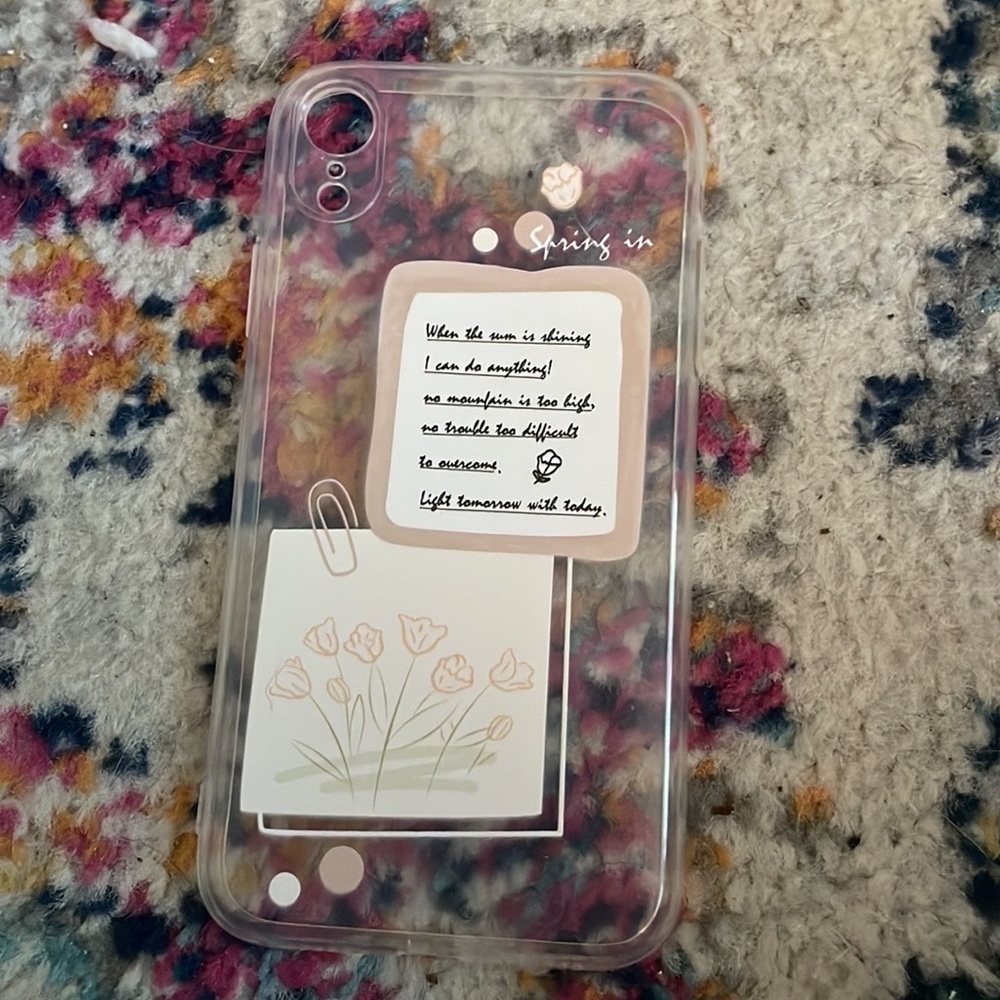 Spring in
When the sum is shining
I can do anything!
no mounfain is too high,
no trouble too difficult
to overcome.
Light tomorrow with today.